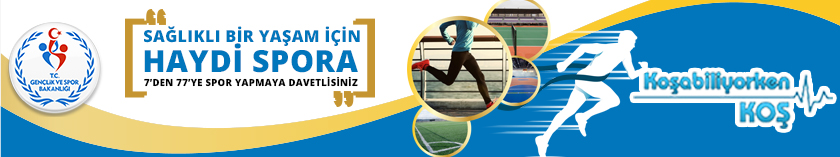 T.C.
GENÇLİK VE SPOR
BAKANLIĞI
SAĞLIKLI BİR YAŞAM İÇİN
HAYDİ SPORA
7'DEN 77'YE SPOR YAPMAYA DAVETLİSİNİZ
Koşabiliyorken
KOŞ